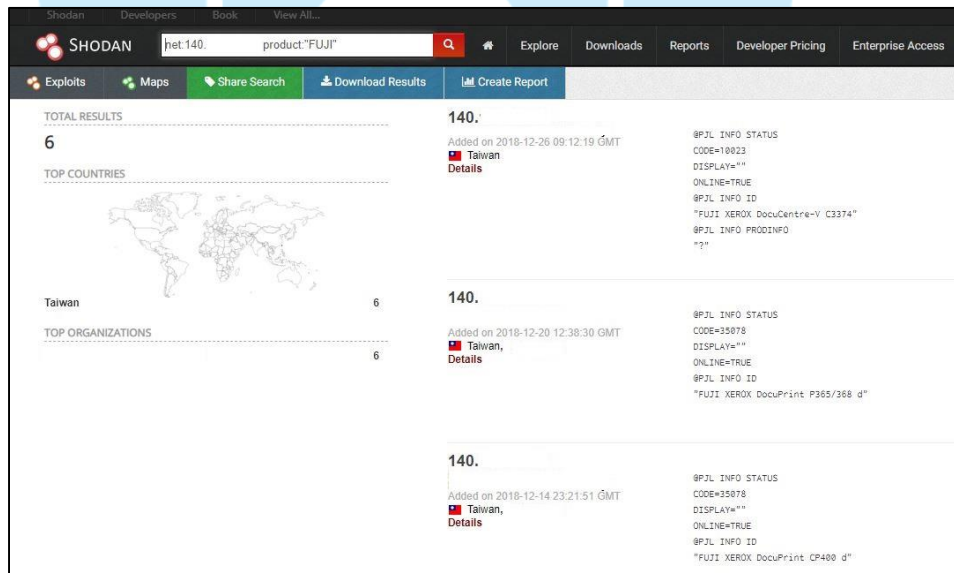 Shodan Developers Book View All...
SHODAN net:140. product:"FUJI" Explore Downloads Reports Developer Pricing Enterprise Access
Exploits Maps Share Search Download Results Create Report
TOTAL RESULTS
6
TOP COUNTRIES
Taiwan 6
TOP ORGANIZATIONS
6
140.
Added on 2018-12-26 09:12:19 GMT
Taiwan
Details
@PJL INFO STATUS
CODE=10023
DISPLAY=""
ONLINE=TRUE
@PJL INFO ID
"FUJI XEROX DocuCentre-V C3374"
@PJL INFO PRODINFO
"?"
140.
Added on 2018-12-20 12:38:30 GMT
Taiwan,
Details
@PJL INFO STATUS
CODE=35078
DISPLAY=""
ONLINE=TRUE
@PJL INFO ID
"FUJI XEROX DocuPrint P365/368 d"
140.
Added on 2018-12-14 23:21:51 GMT
Taiwan,
Details
@PJL INFO STATUS
CODE=35078
DISPLAY=""
ONLINE=TRUE
@PJL INFO ID
"FUJI XEROX DocuPrint CP400 d"